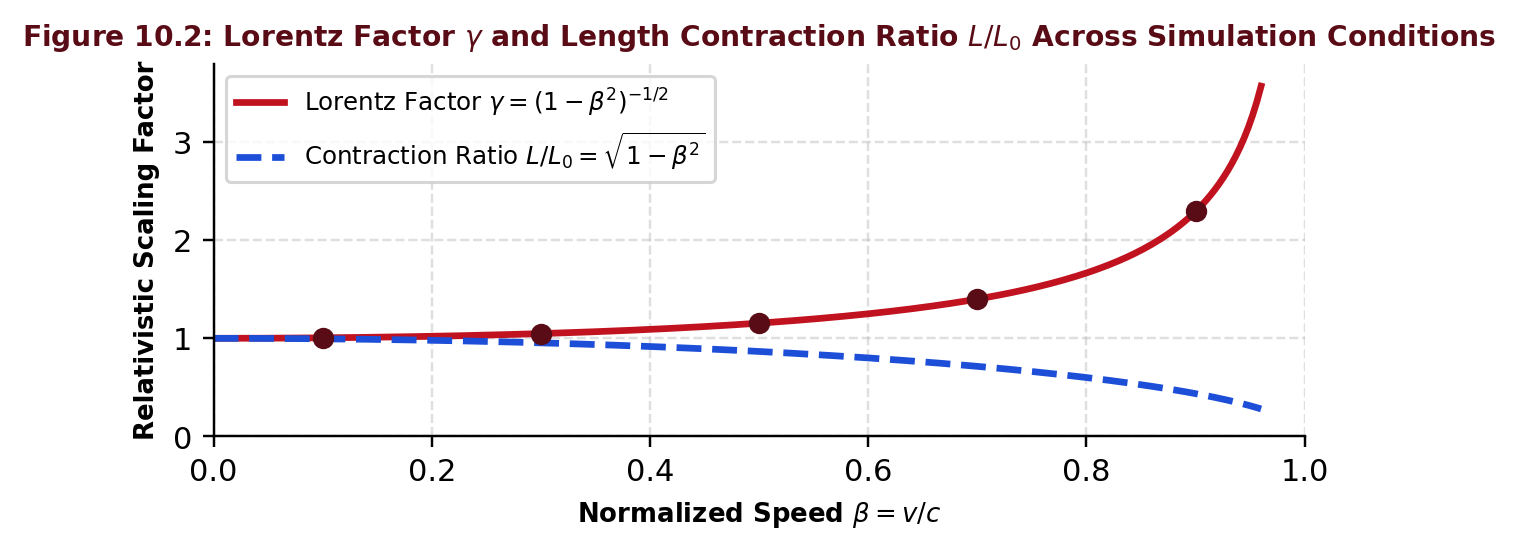 Figure 10.2: Lorentz Factor γ and Length Contraction Ratio L/L₀ Across Simulation Conditions
Relativistic Scaling Factor
Lorentz Factor γ = (1 − β²)⁻¹/²
Contraction Ratio L/L₀ = √(1 − β²)
3
2
1
0
0.0 0.2 0.4 0.6 0.8 1.0
Normalized Speed β = v/c